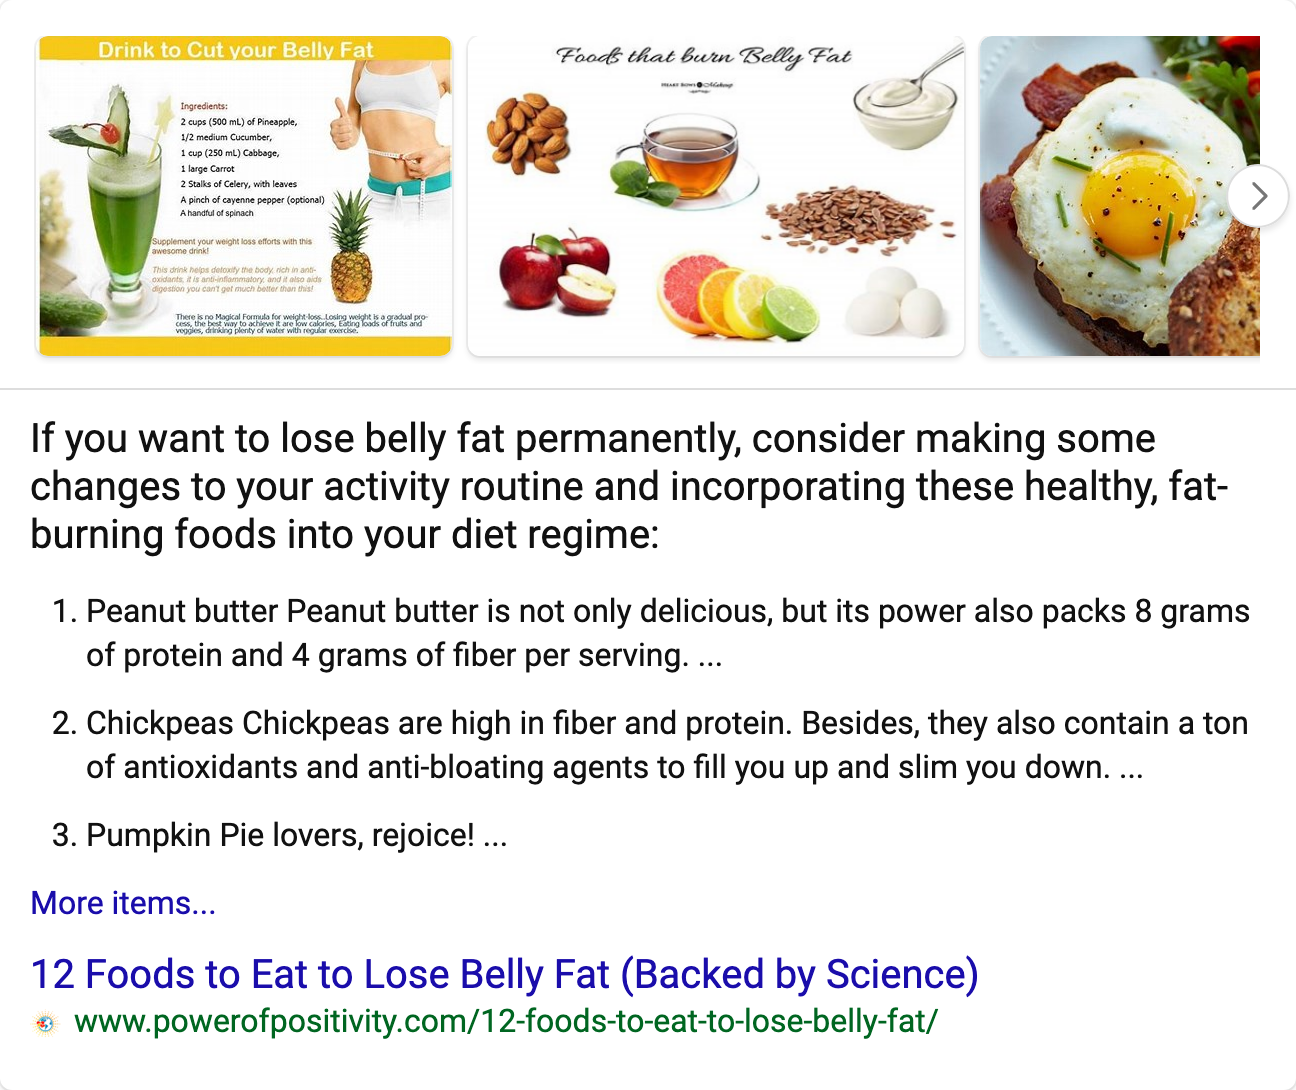 Drink to Cut your Belly Fat
Ingredients:
2 cups (500 mL) of Pineapple,
1/2 medium Cucumber,
1 cup (250 mL) Cabbage,
1 large Carrot
2 Stalks of Celery, with leaves
A pinch of cayenne pepper (optional)
A handful of spinach
Supplement your weight loss efforts with this
awesome drink!
This drink helps detoxify the body, rich in anti-
oxidants, it is anti-inflammatory, and it also aids
digestion you can't get much better than this!
There is no Magical Formula for weight-loss..Losing weight is a gradual pro-
cess, the best way to achieve it are low calories, Eating loads of fruits and
veggies, drinking plenty of water with regular exercise.
Foods that burn Belly Fat
HEART BOWS Makeup
If you want to lose belly fat permanently, consider making some
changes to your activity routine and incorporating these healthy, fat-
burning foods into your diet regime:
1. Peanut butter Peanut butter is not only delicious, but its power also packs 8 grams
of protein and 4 grams of fiber per serving. ...
2. Chickpeas Chickpeas are high in fiber and protein. Besides, they also contain a ton
of antioxidants and anti-bloating agents to fill you up and slim you down. ...
3. Pumpkin Pie lovers, rejoice! ...
More items...
12 Foods to Eat to Lose Belly Fat (Backed by Science)
www.powerofpositivity.com/12-foods-to-eat-to-lose-belly-fat/